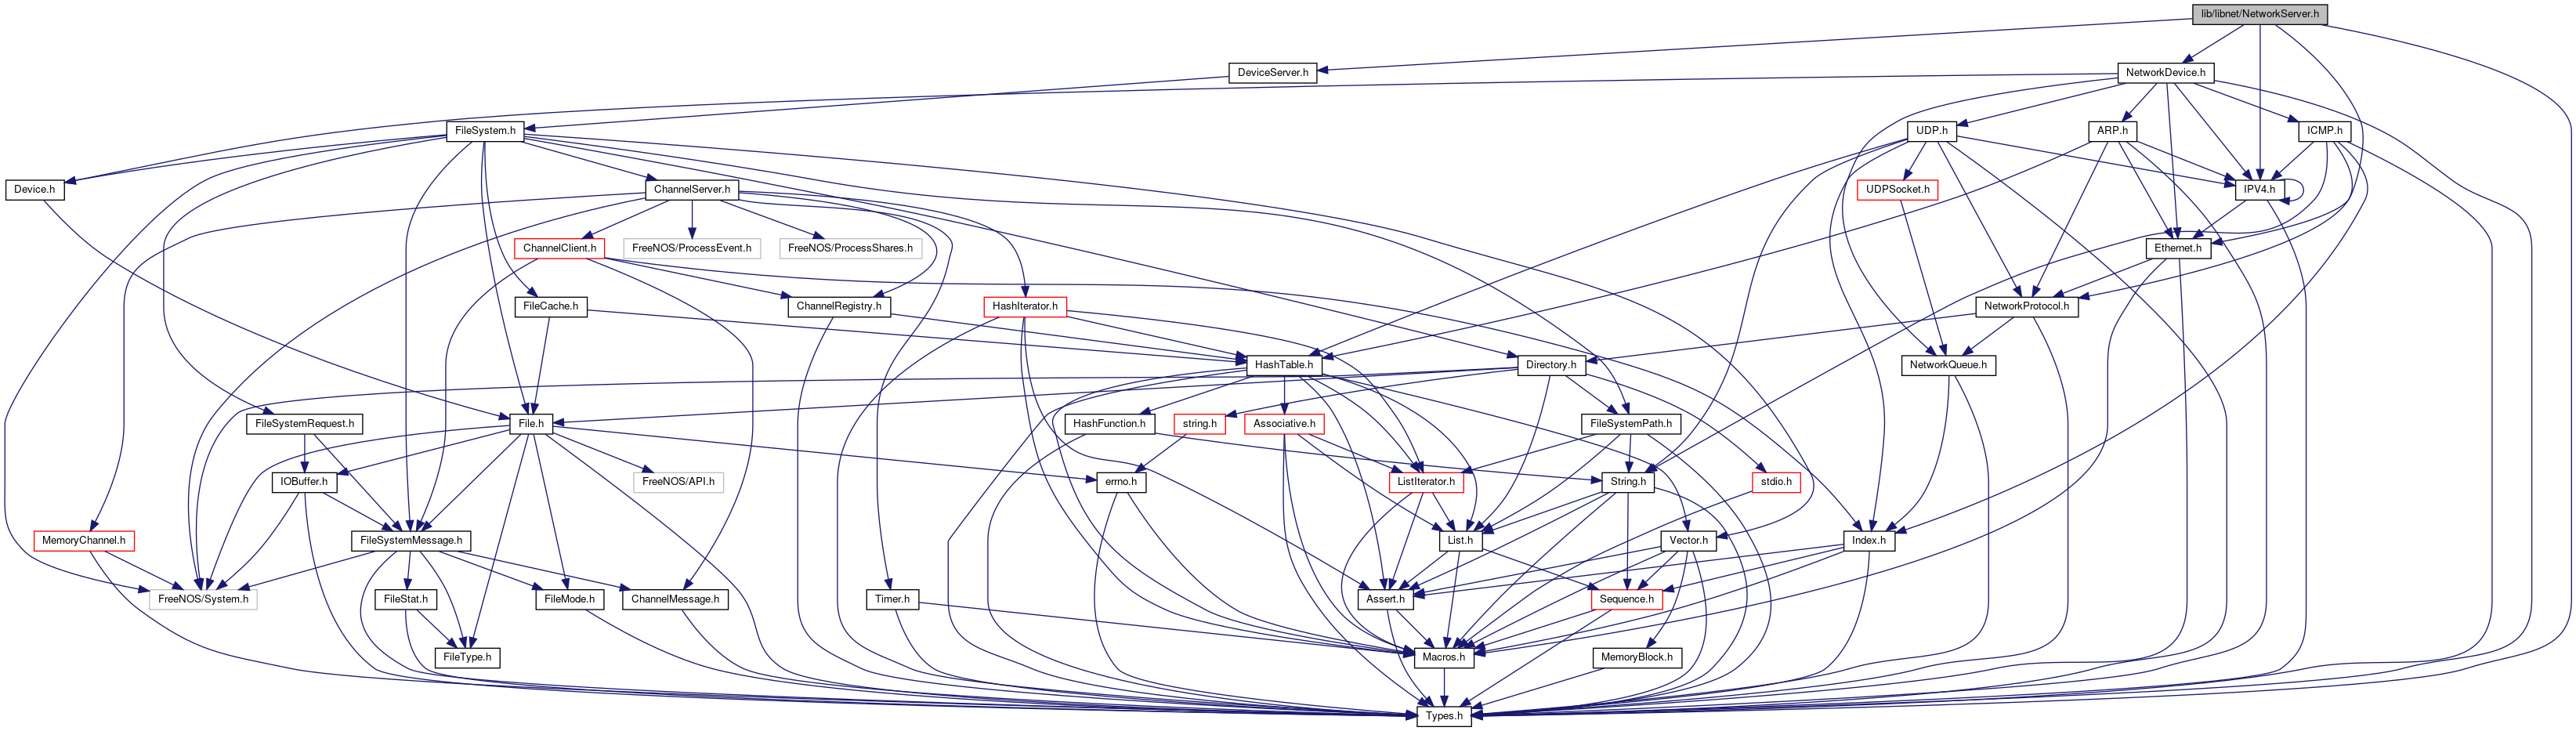 lib/libnet/NetworkServer.h
DeviceServer.h
NetworkDevice.h
FileSystem.h
UDP.h
ARP.h
ICMP.h
Device.h
ChannelServer.h
UDPSocket.h
IPV4.h
ChannelClient.h
FreeNOS/ProcessEvent.h
FreeNOS/ProcessShares.h
Ethernet.h
FileCache.h
ChannelRegistry.h
HashIterator.h
NetworkProtocol.h
HashTable.h
Directory.h
NetworkQueue.h
FileSystemRequest.h
File.h
HashFunction.h
string.h
Associative.h
FileSystemPath.h
IOBuffer.h
FreeNOS/API.h
errno.h
ListIterator.h
String.h
stdio.h
MemoryChannel.h
FileSystemMessage.h
List.h
Vector.h
Index.h
FreeNOS/System.h
FileStat.h
FileMode.h
ChannelMessage.h
Timer.h
Assert.h
Sequence.h
FileType.h
Macros.h
MemoryBlock.h
Types.h